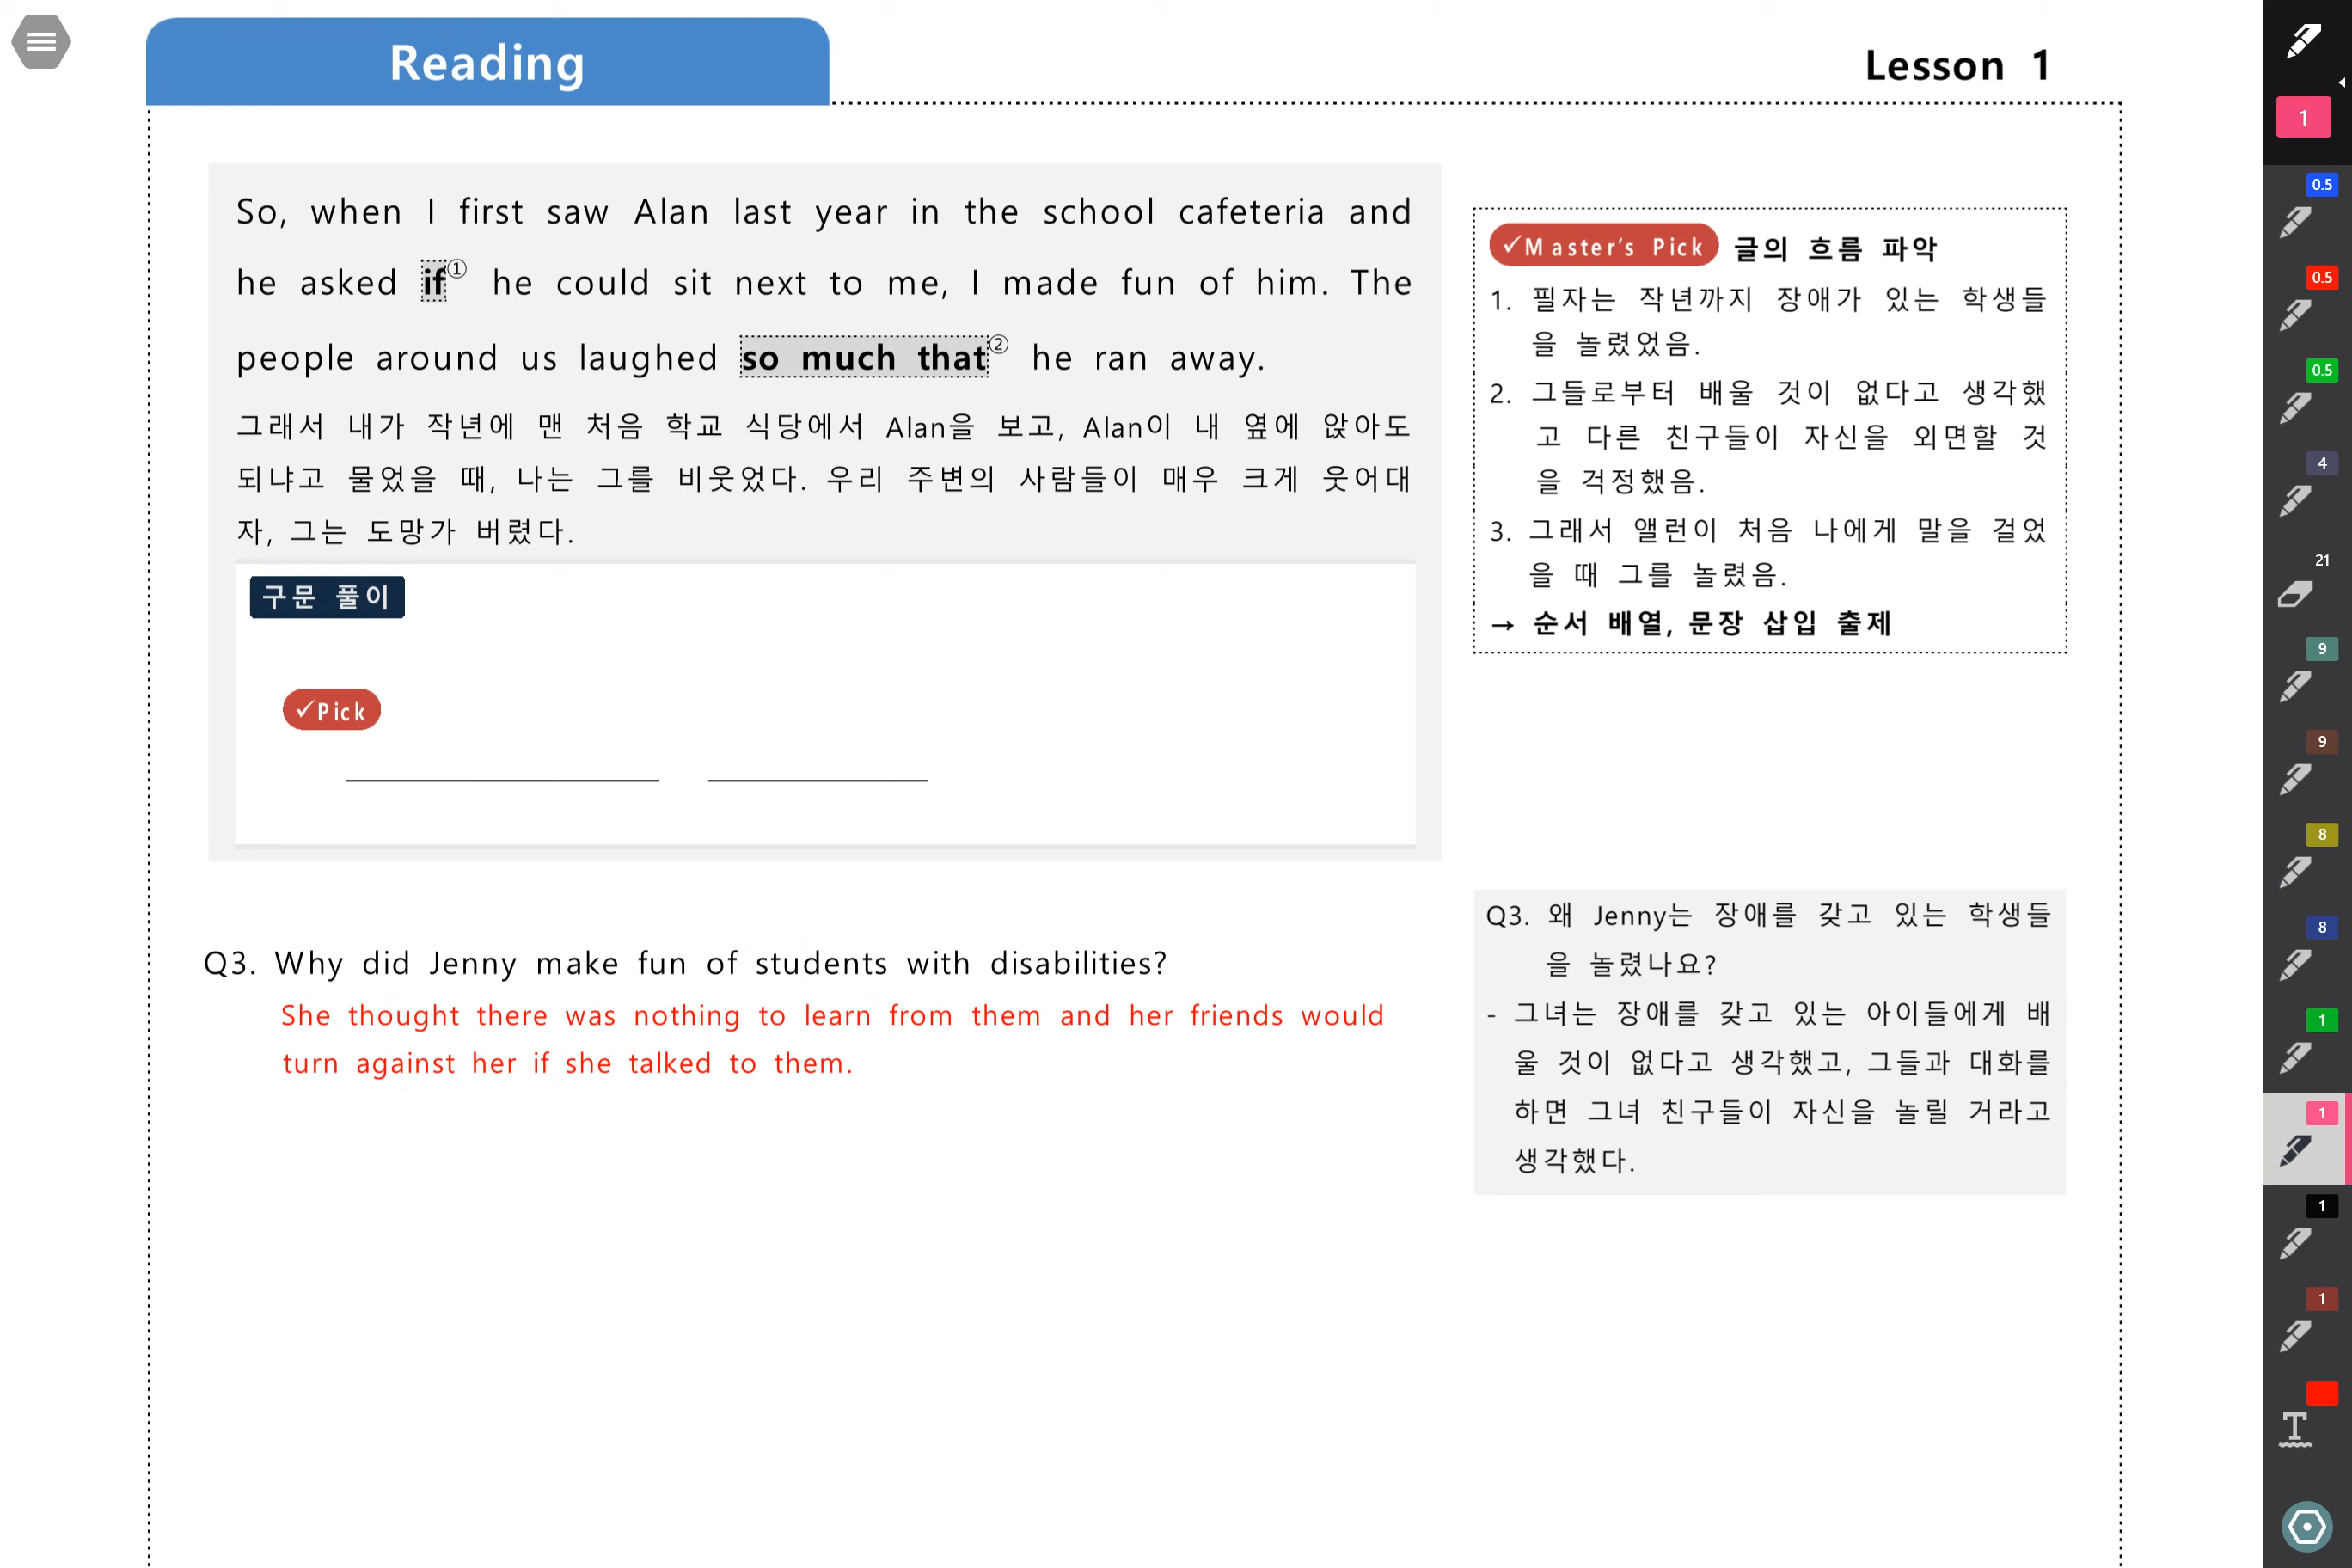 Reading
Lesson 1
So, when I first saw Alan last year in the school cafeteria and
he asked if① he could sit next to me, I made fun of him. The
people around us laughed so much that② he ran away.
그래서 내가 작년에 맨 처음 학교 식당에서 Alan을 보고, Alan이 내 옆에 앉아도
되냐고 물었을 때, 나는 그를 비웃었다. 우리 주변의 사람들이 매우 크게 웃어대
자, 그는 도망가 버렸다.
구문 풀이
✓Pick
✓Master's Pick 글의 흐름 파악
1. 필자는 작년까지 장애가 있는 학생들
을 놀렸었음.
2. 그들로부터 배울 것이 없다고 생각했
고 다른 친구들이 자신을 외면할 것
을 걱정했음.
3. 그래서 앨런이 처음 나에게 말을 걸었
을 때 그를 놀렸음.
→ 순서 배열, 문장 삽입 출제
Q3. Why did Jenny make fun of students with disabilities?
She thought there was nothing to learn from them and her friends would
turn against her if she talked to them.
Q3. 왜 Jenny는 장애를 갖고 있는 학생들
을 놀렸나요?
- 그녀는 장애를 갖고 있는 아이들에게 배
울 것이 없다고 생각했고, 그들과 대화를
하면 그녀 친구들이 자신을 놀릴 거라고
생각했다.
1
0.5
0.5
0.5
4
21
9
9
8
8
1
1
1
1
T